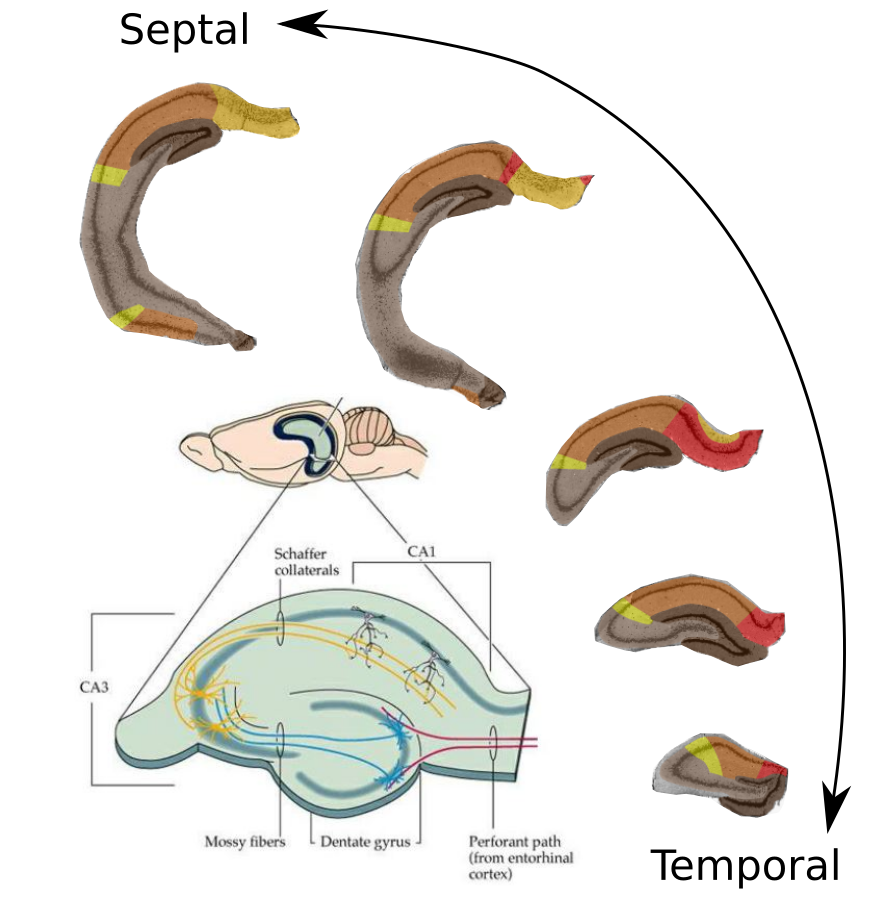 Septal
Schaffer
collaterals
CA1
CA3
Mossy fibers
Dentate gyrus
Perforant path
(from entorhinal
cortex)
Temporal